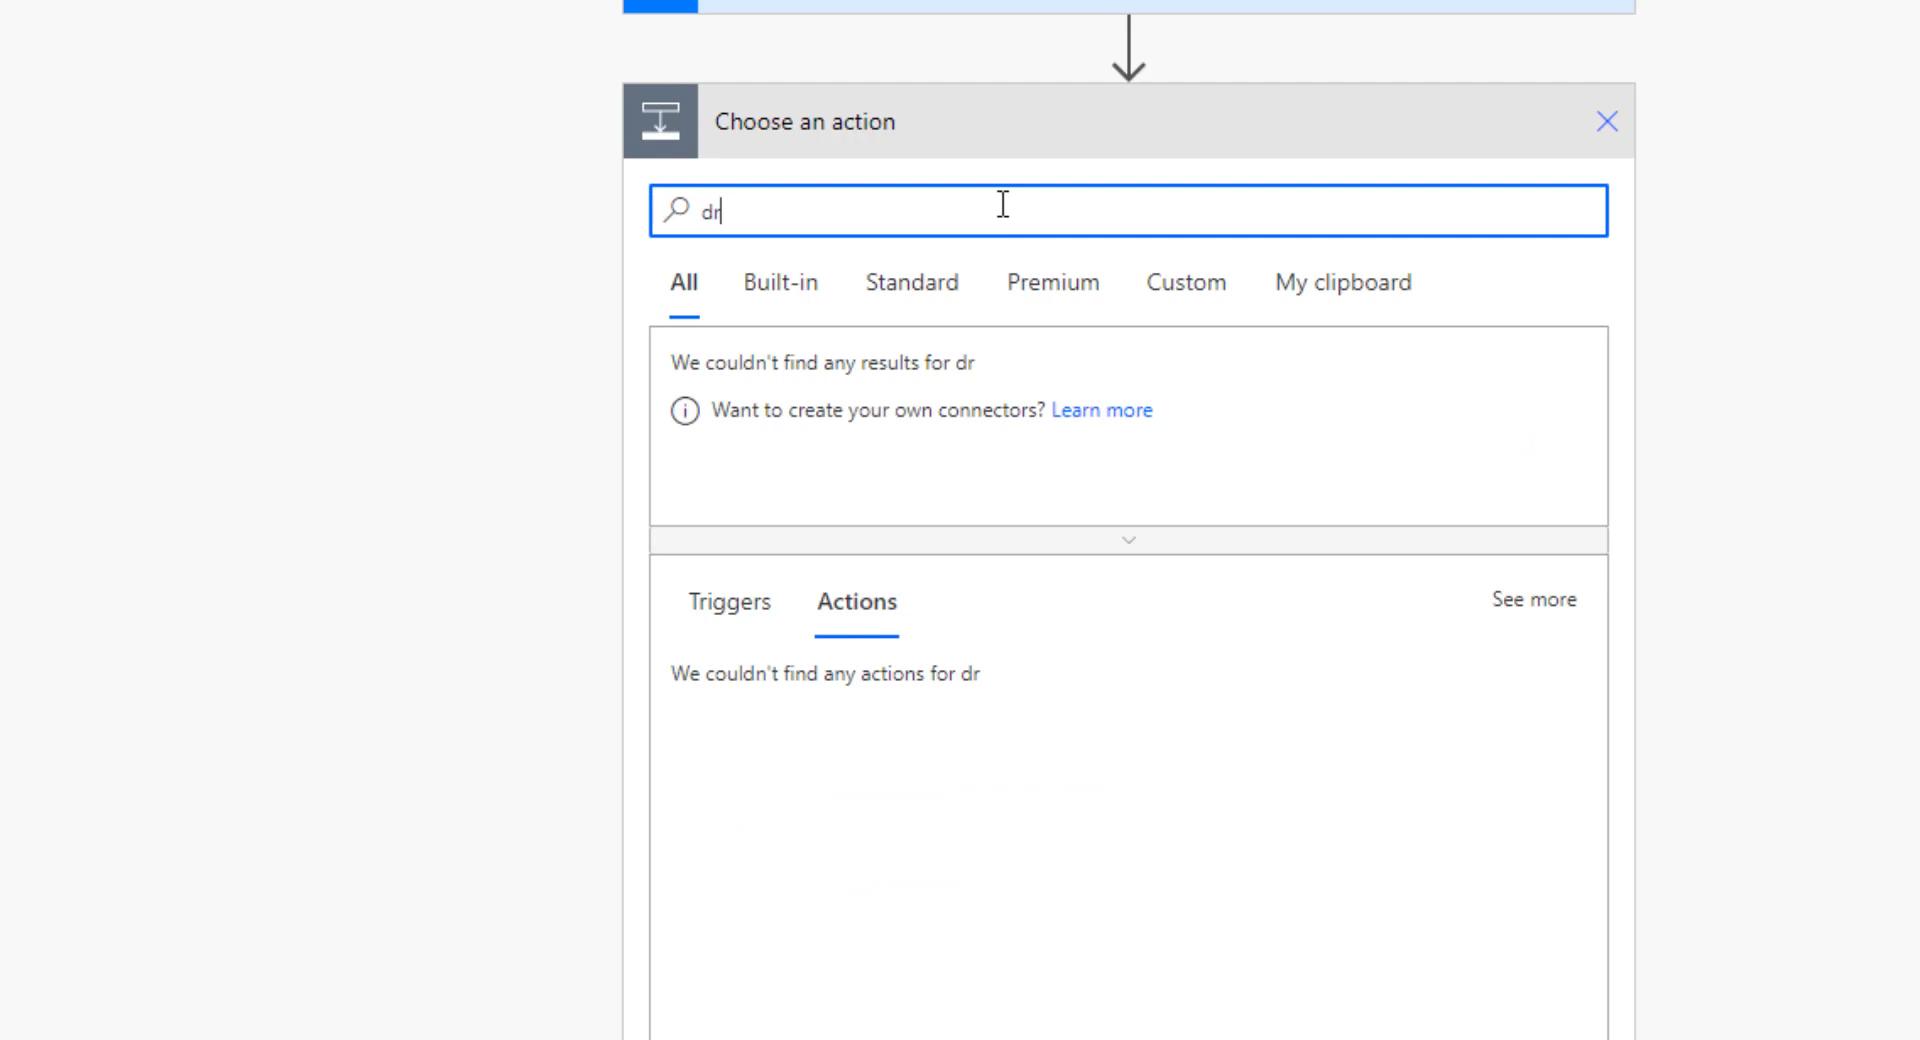 Choose an action
dr
All Built-in Standard Premium Custom My clipboard
We couldn't find any results for dr
Want to create your own connectors? Learn more
Triggers Actions See more
We couldn't find any actions for dr